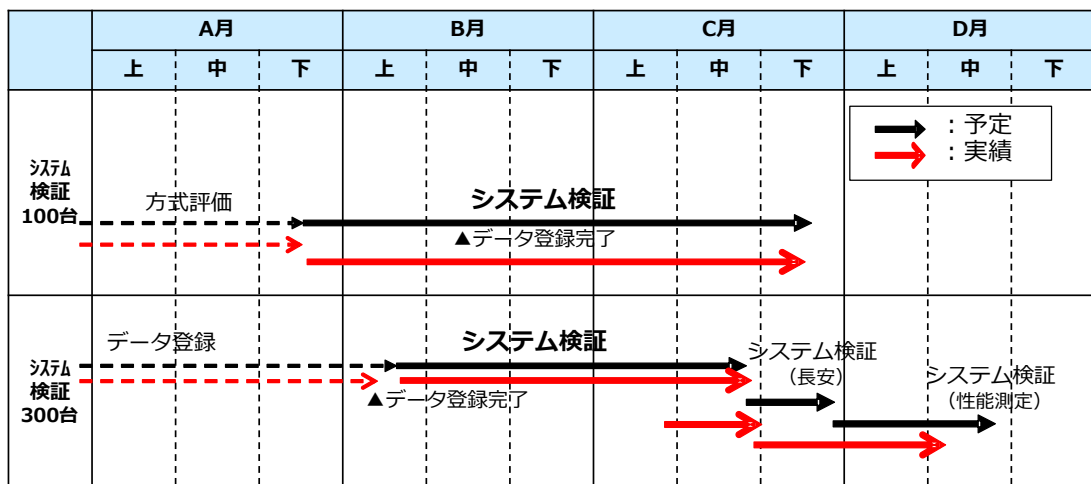 A月 B月 C月 D月
上 中 下 上 中 下 上 中 下 上 中 下
：予定
：実績
ｼｽﾃﾑ
検証
100台
方式評価
システム検証
▲データ登録完了
ｼｽﾃﾑ
検証
300台
データ登録
システム検証
▲データ登録完了
システム検証
（長安）
システム検証
（性能測定）